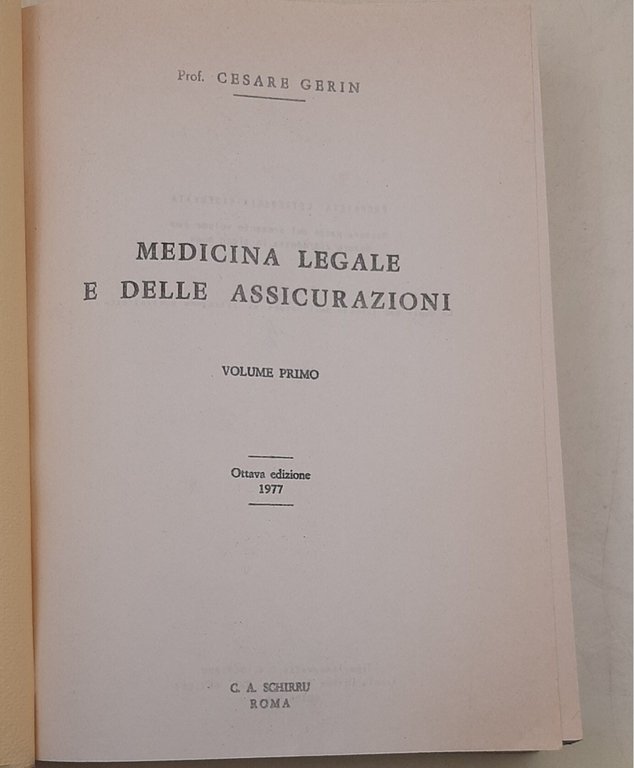 Prof. CESARE GERIN
MEDICINA LEGALE
E DELLE ASSICURAZIONI
VOLUME PRIMO
Ottava edizione
1977
C. A. SCHIRRU
ROMA